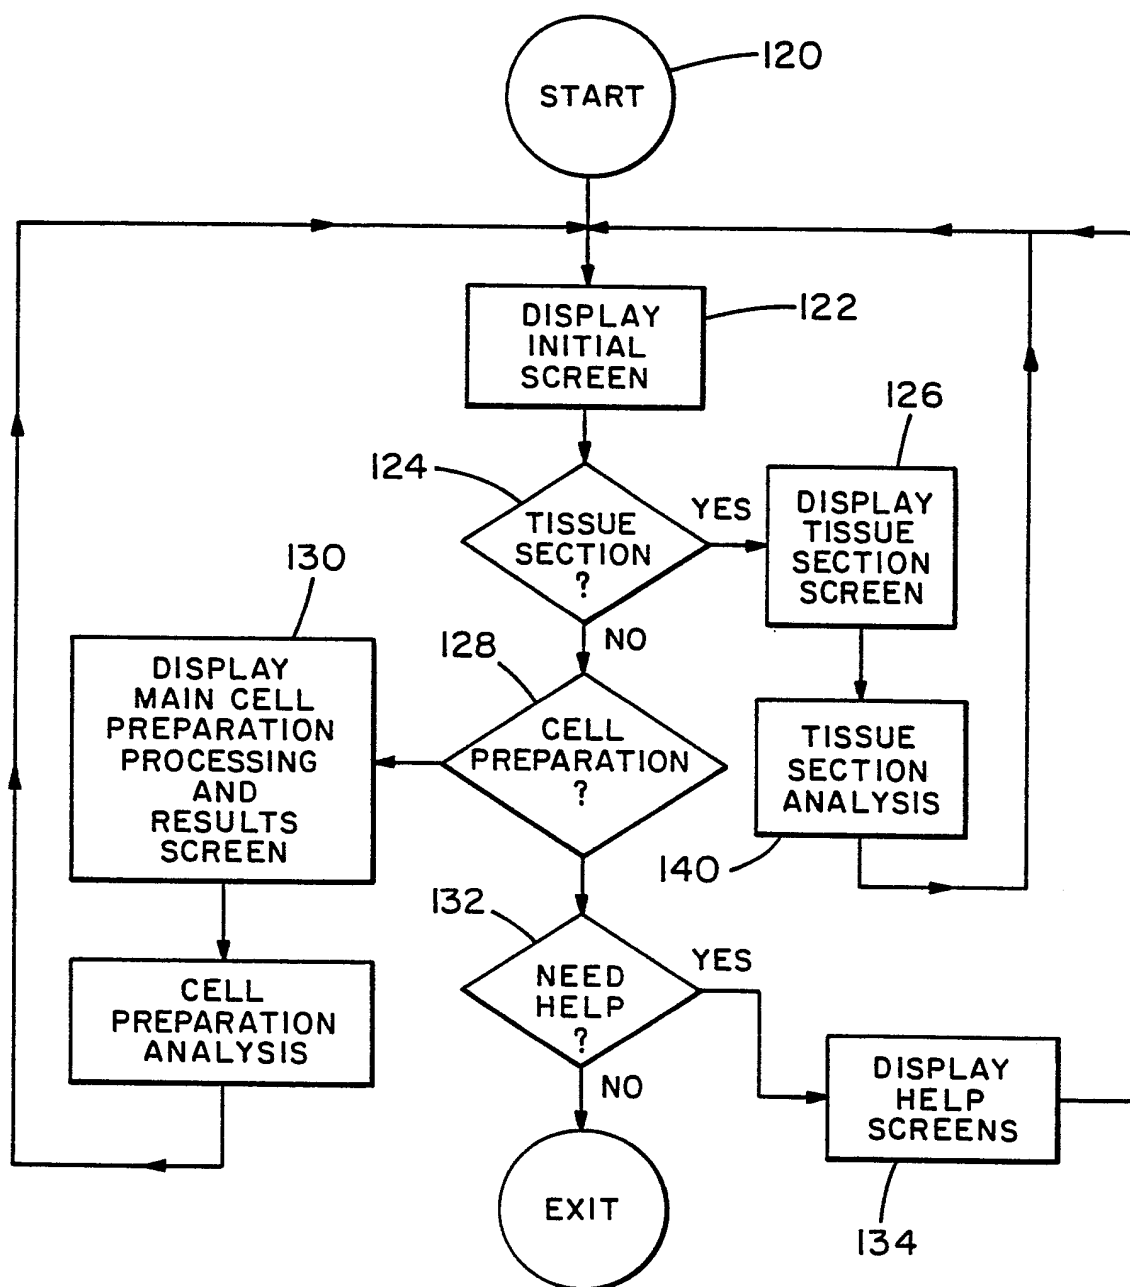 120
START
122
DISPLAY
INITIAL
SCREEN
124
TISSUE
SECTION
?
YES
126
DISPLAY
TISSUE
SECTION
SCREEN
NO
130
DISPLAY
MAIN CELL
PREPARATION
PROCESSING
AND
RESULTS
SCREEN
128
CELL
PREPARATION
?
TISSUE
SECTION
ANALYSIS
140
132
NEED
HELP
?
YES
CELL
PREPARATION
ANALYSIS
NO
DISPLAY
HELP
SCREENS
134
EXIT